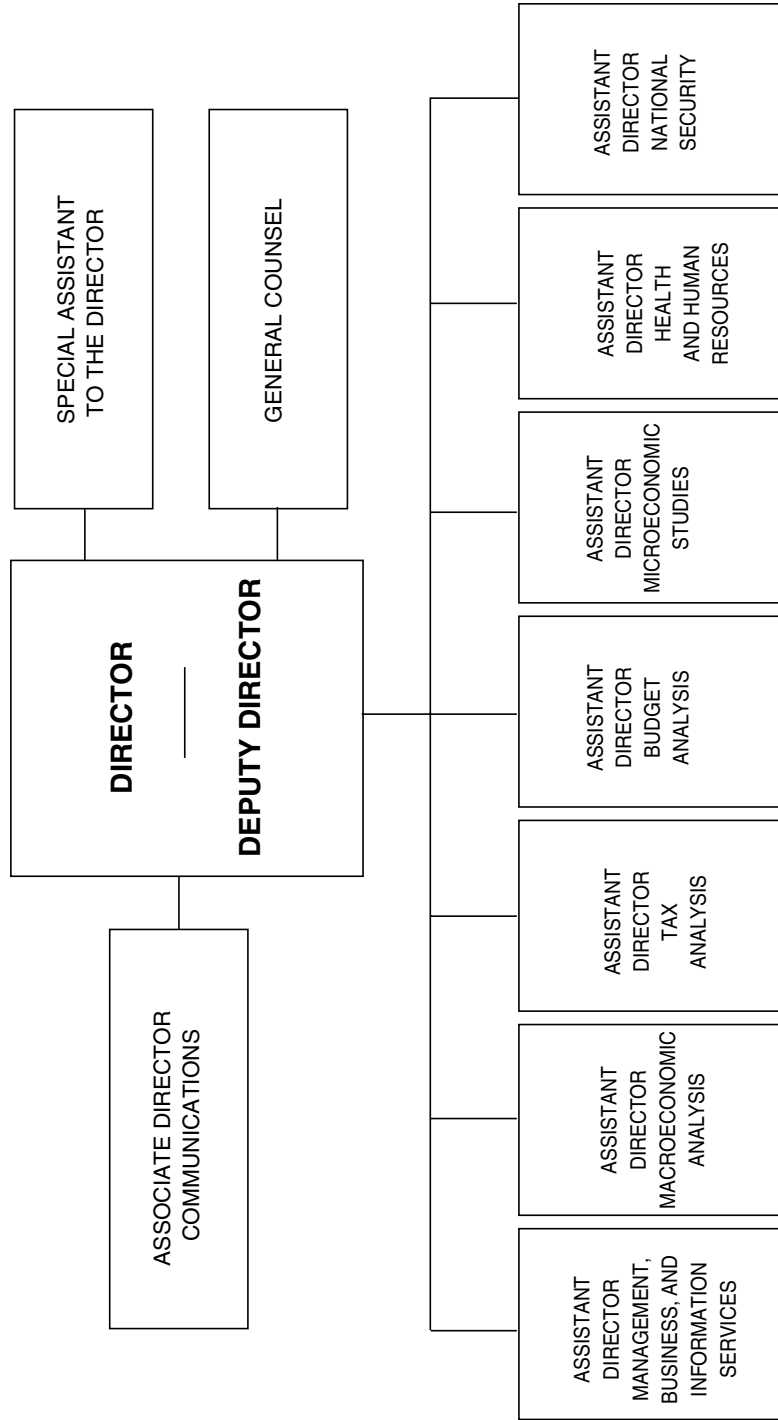 ASSOCIATE DIRECTOR
COMMUNICATIONS
DIRECTOR
DEPUTY DIRECTOR
SPECIAL ASSISTANT
TO THE DIRECTOR
GENERAL COUNSEL
ASSISTANT
DIRECTOR
MANAGEMENT,
BUSINESS, AND
INFORMATION
SERVICES
ASSISTANT
DIRECTOR
MACROECONOMIC
ANALYSIS
ASSISTANT
DIRECTOR
TAX
ANALYSIS
ASSISTANT
DIRECTOR
BUDGET
ANALYSIS
ASSISTANT
DIRECTOR
MICROECONOMIC
STUDIES
ASSISTANT
DIRECTOR
HEALTH
AND HUMAN
RESOURCES
ASSISTANT
DIRECTOR
NATIONAL
SECURITY